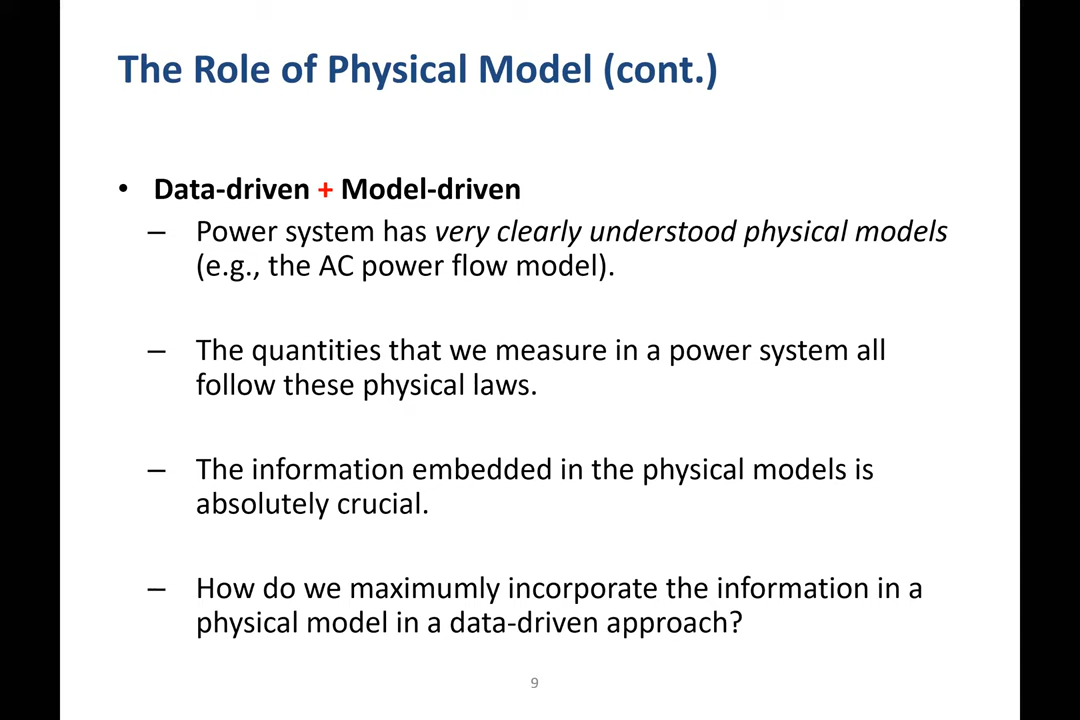 The Role of Physical Model (cont.)
• Data-driven + Model-driven
– Power system has very clearly understood physical models
(e.g., the AC power flow model).
– The quantities that we measure in a power system all
follow these physical laws.
– The information embedded in the physical models is
absolutely crucial.
– How do we maximumly incorporate the information in a
physical model in a data-driven approach?
9